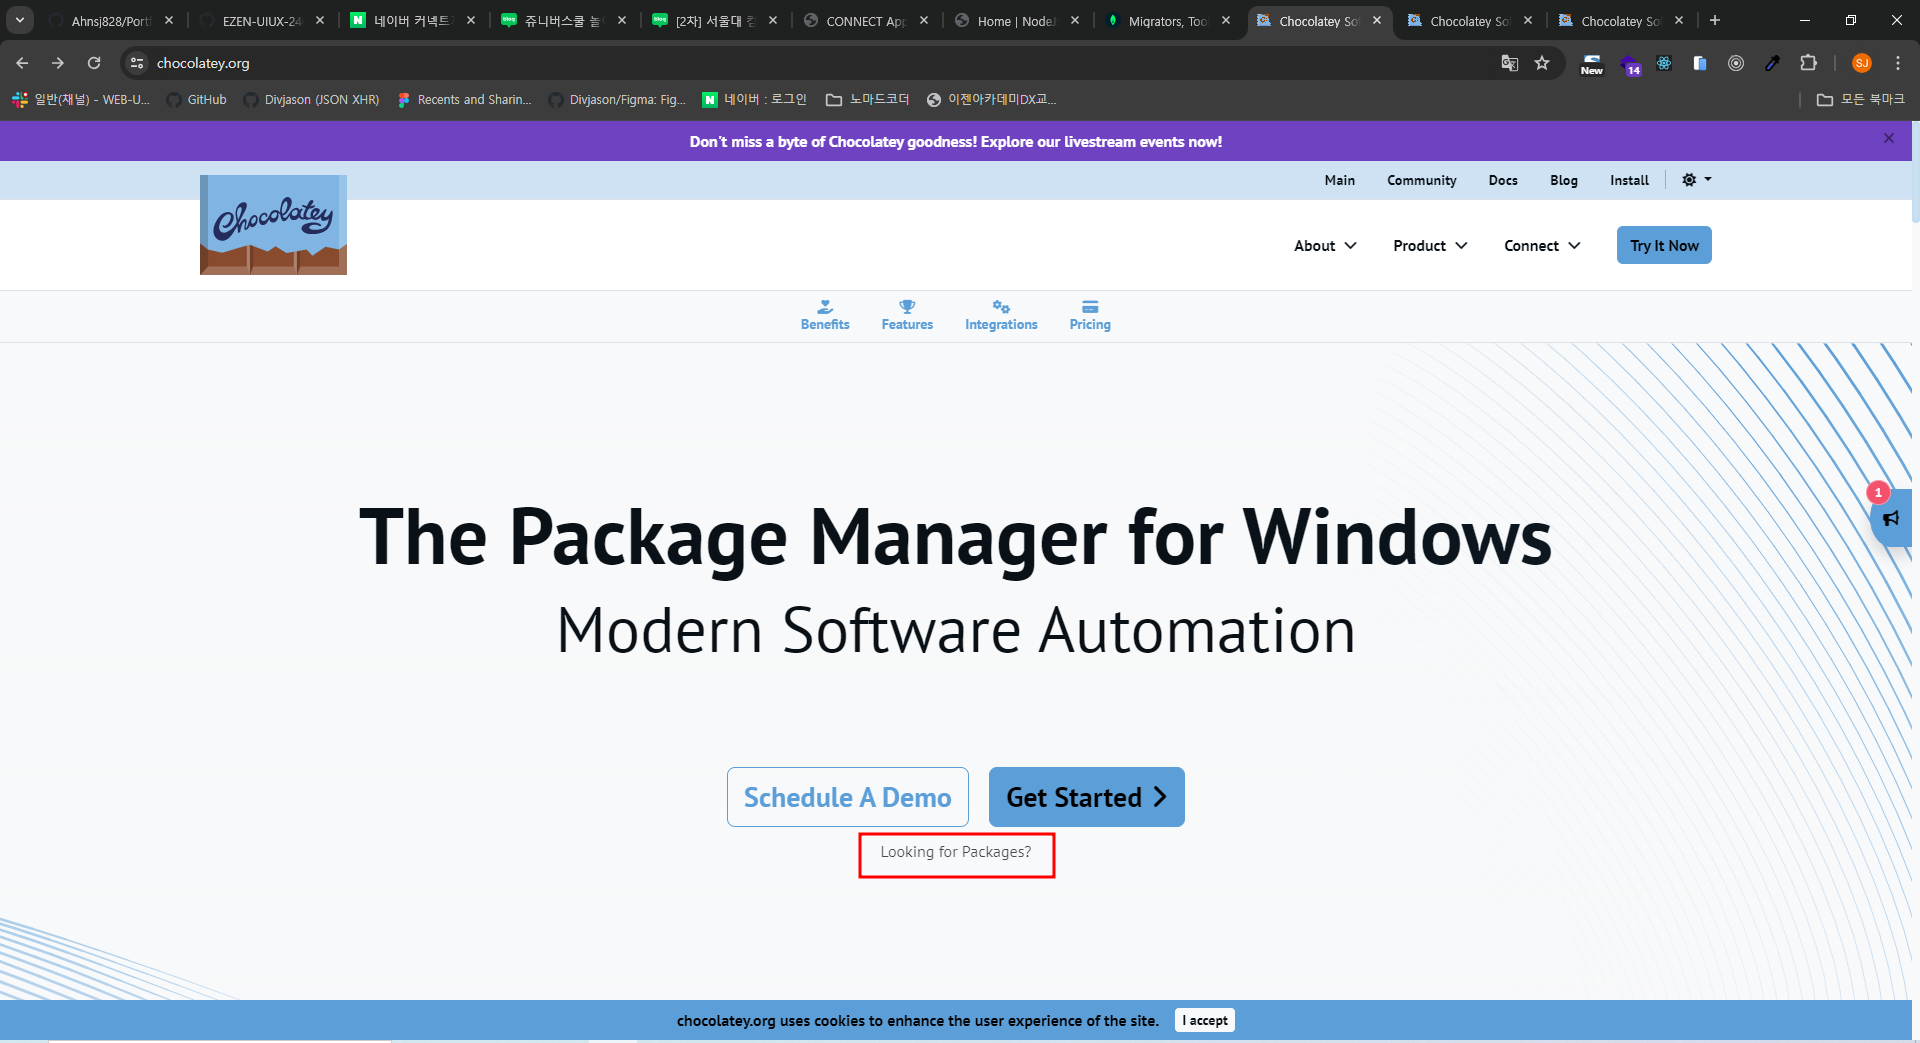 Ahnsj828/Portf
EZEN-UIUX-24
네이버 커넥트
쥬니버스쿨 놀이
[2차] 서울대 컴
CONNECT App
Home | NodeJ
Migrators, Too
Chocolatey So
Chocolatey So
Chocolatey So
chocolatey.org
New
14
SJ
일반(채널) - WEB-U...
GitHub
Divjason (JSON XHR)
Recents and Sharin...
Divjason/Figma: Fig...
네이버 : 로그인
노마드코더
이젠아카데미DX교...
모든 북마크
Don't miss a byte of Chocolatey goodness! Explore our livestream events now!
Main
Community
Docs
Blog
Install
Chocolatey
About
Product
Connect
Try It Now
Benefits
Features
Integrations
Pricing
The Package Manager for Windows
Modern Software Automation
1
Schedule A Demo
Get Started
Looking for Packages?
chocolatey.org uses cookies to enhance the user experience of the site.
I accept